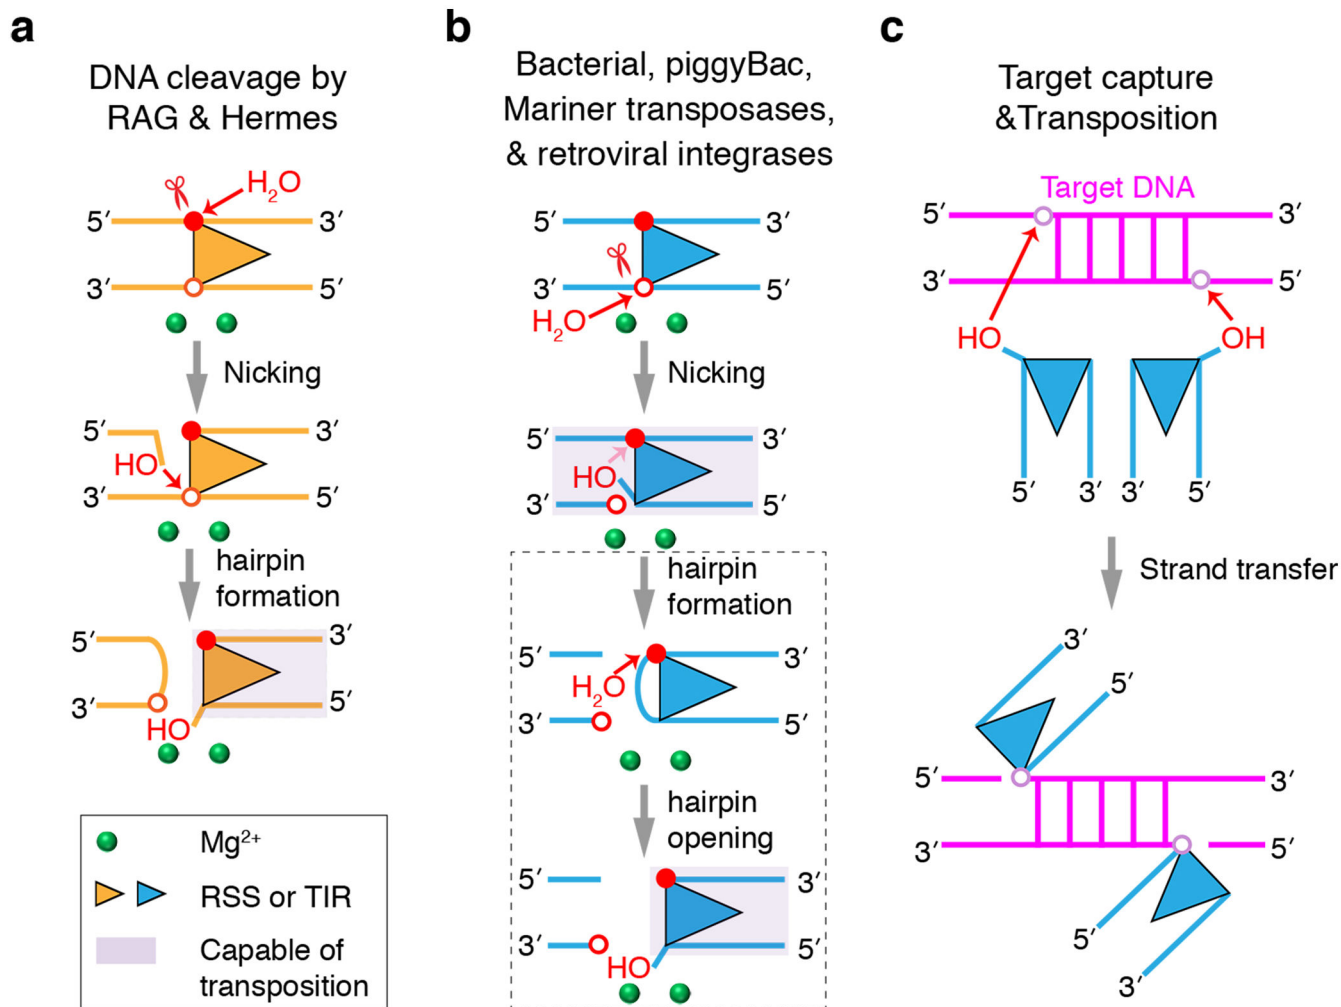 a
DNA cleavage by
RAG & Hermes
H₂O
5′ 3′
3′ 5′
Nicking
5′ 3′
HO
3′ 5′
hairpin
formation
5′ 3′
3′ 5′
HO
Mg²⁺
RSS or TIR
Capable of
transposition
b
Bacterial, piggyBac,
Mariner transposases,
& retroviral integrases
5′ 3′
3′ 5′
H₂O
Nicking
5′ 3′
HO
3′ 5′
hairpin
formation
5′ 3′
H₂O
3′ 5′
hairpin
opening
5′ 3′
3′ 5′
HO
c
Target capture
&Transposition
Target DNA
5′ 3′
3′ 5′
HO OH
5′ 3′ 3′ 5′
Strand transfer
3′
5′
5′ 3′
3′ 5′
5′
3′